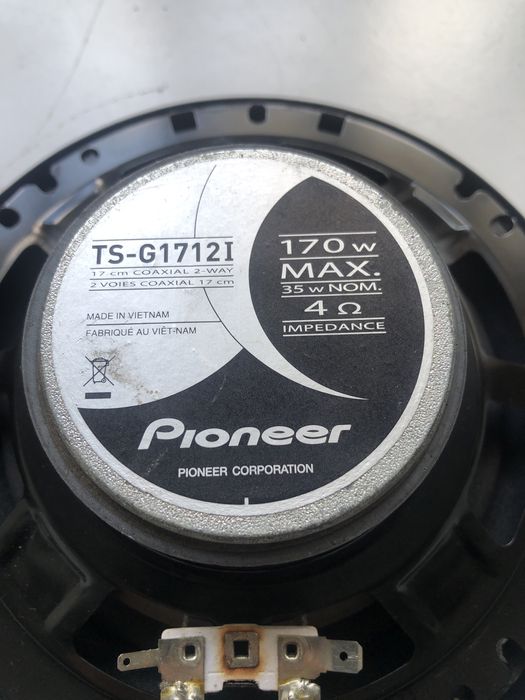 TS-G1712I
17 cm COAXIAL 2-WAY
2 VOIES COAXIAL 17 cm
MADE IN VIETNAM
FABRIQUÉ AU VIÊT-NAM
170 W
MAX.
35 W NOM.
4 Ω
IMPEDANCE
Pioneer
PIONEER CORPORATION